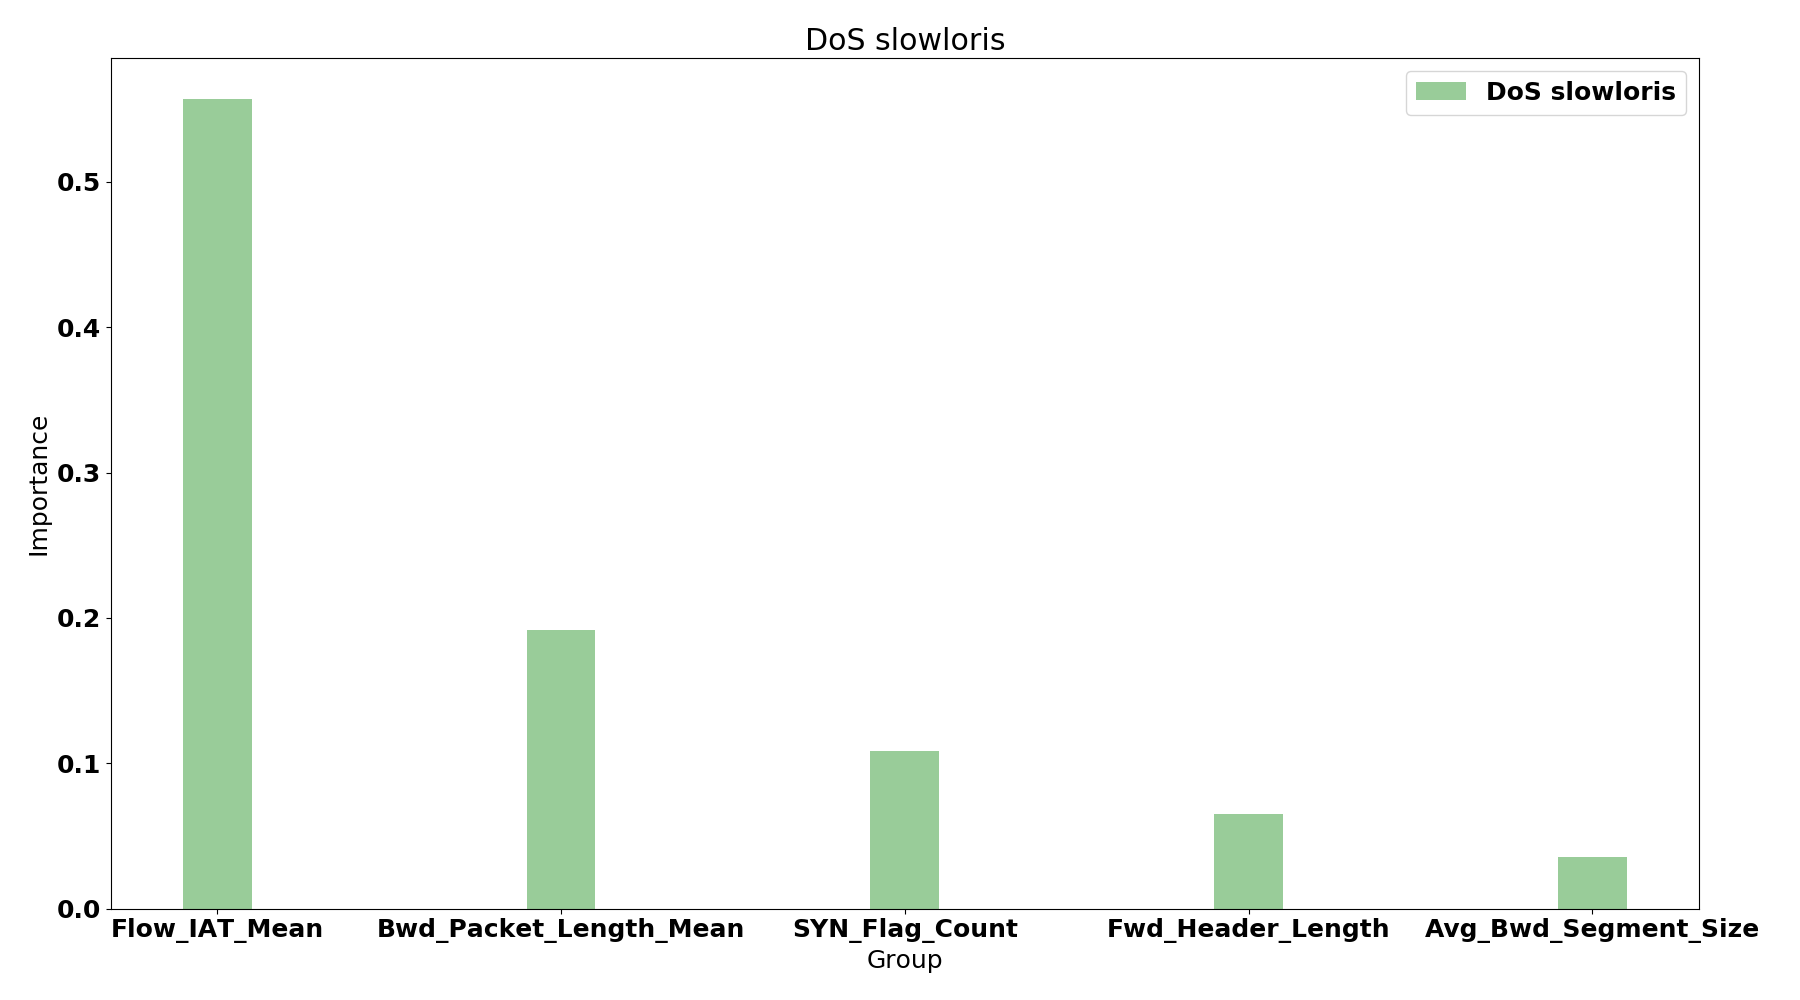 DoS slowloris
DoS slowloris
Importance
0.5
0.4
0.3
0.2
0.1
0.0
Flow_IAT_Mean Bwd_Packet_Length_Mean SYN_Flag_Count Fwd_Header_Length Avg_Bwd_Segment_Size
Group